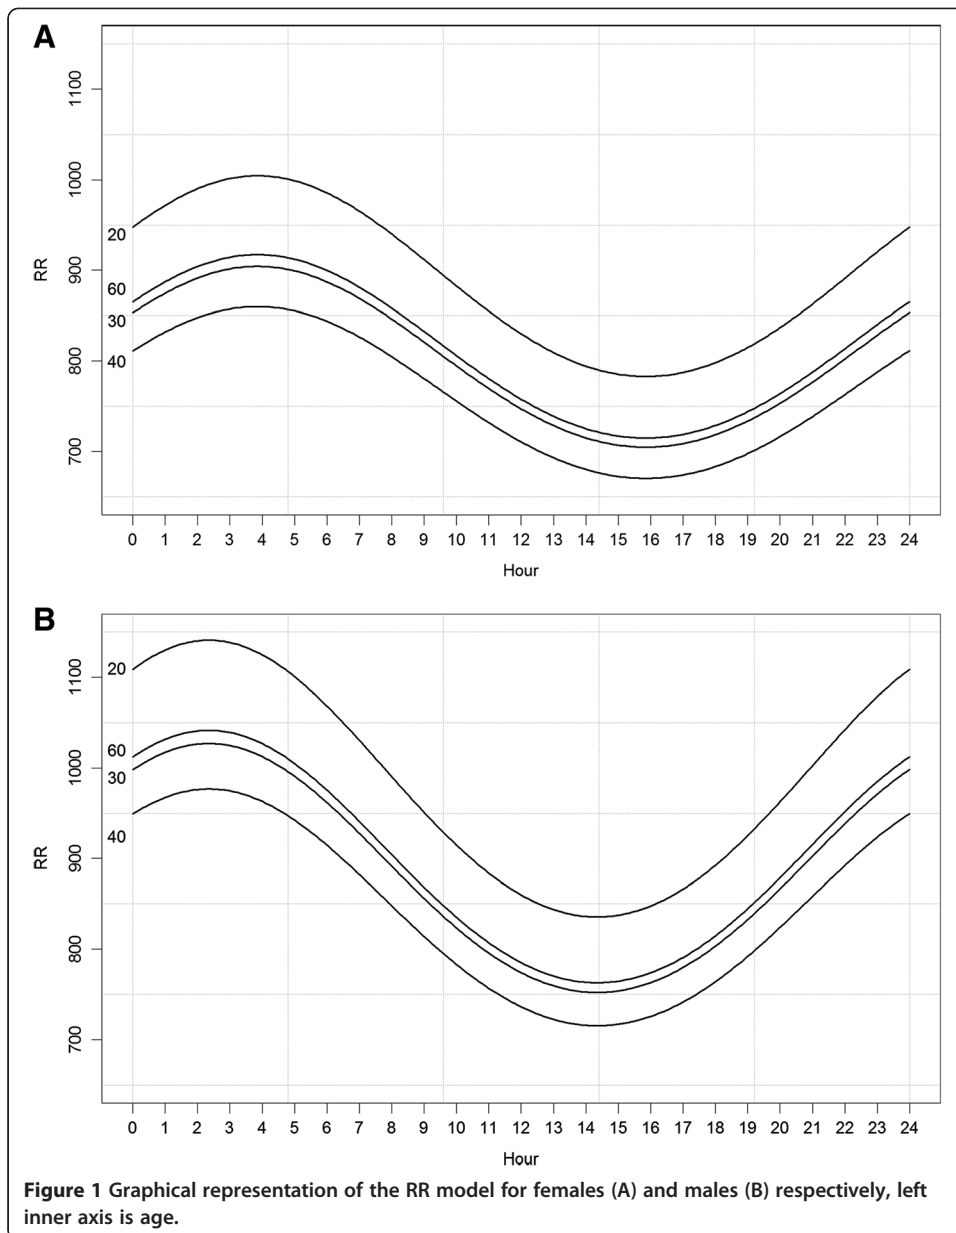 A
1100
1000
900
800
700
RR
20
60
30
40
0 1 2 3 4 5 6 7 8 9 10 11 12 13 14 15 16 17 18 19 20 21 22 23 24
Hour
B
1100
1000
900
800
700
RR
20
60
30
40
0 1 2 3 4 5 6 7 8 9 10 11 12 13 14 15 16 17 18 19 20 21 22 23 24
Hour
Figure 1 Graphical representation of the RR model for females (A) and males (B) respectively, left
inner axis is age.